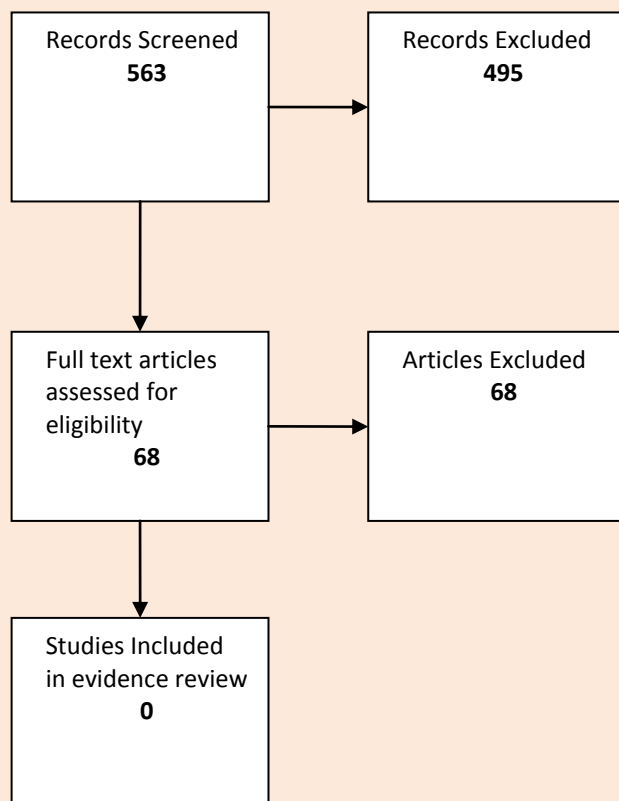 Records Screened
563
Records Excluded
495
Full text articles
assessed for
eligibility
68
Articles Excluded
68
Studies Included
in evidence review
0